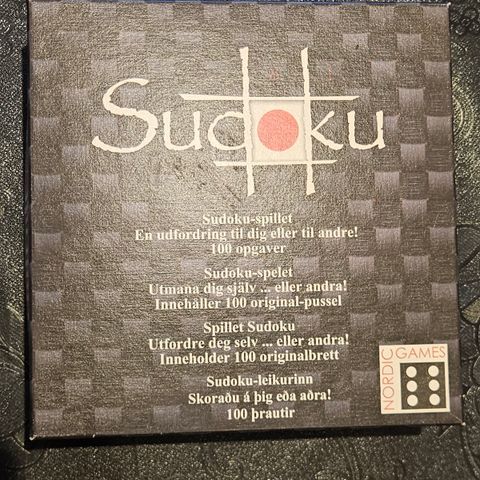 Sudoku
Sudoku-spillet
En udfordring til dig eller til andre!
100 opgaver
Sudoku-spelet
Utmana dig själv ... eller andra!
Innehåller 100 original-pussel
Spillet Sudoku
Utfordre deg selv ... eller andra!
Inneholder 100 originalbrett
Sudoku-leikurinn
Skoraðu á þig eða aðra!
100 þrautir
NORDIC
GAMES